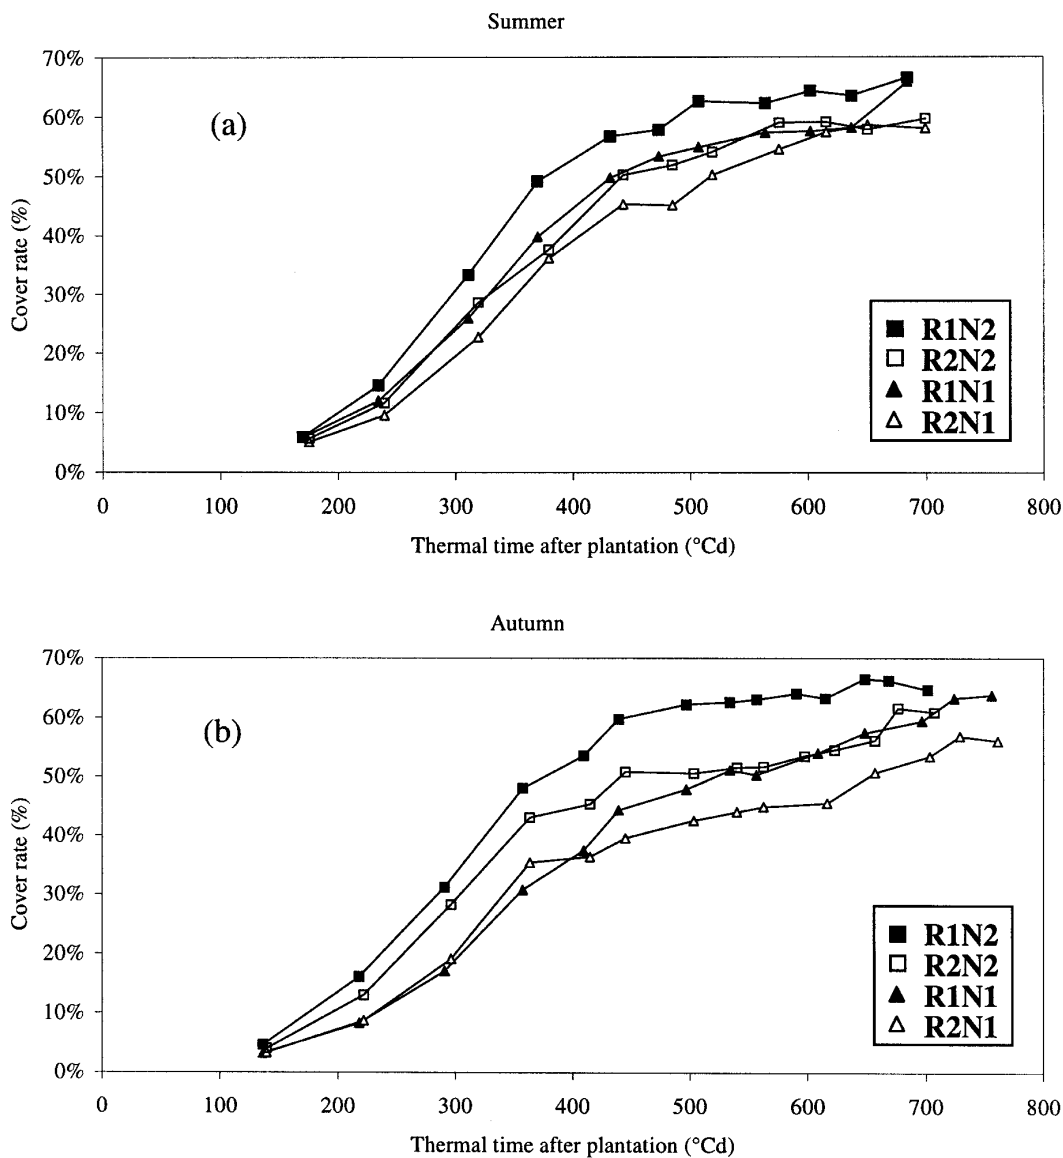 Summer
70%
60%
50%
40%
30%
20%
10%
0%
Cover rate (%)
(a)
R1N2
R2N2
R1N1
R2N1
0 100 200 300 400 500 600 700 800
Thermal time after plantation (°Cd)
Autumn
70%
60%
50%
40%
30%
20%
10%
0%
Cover rate (%)
(b)
R1N2
R2N2
R1N1
R2N1
0 100 200 300 400 500 600 700 800
Thermal time after plantation (°Cd)